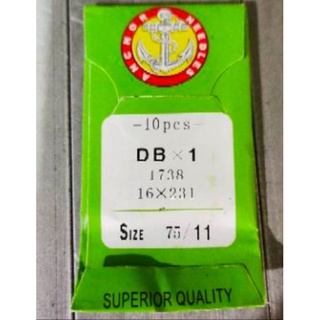 ANCHOR NEEDLES
-10pcs-
DB×1
1738
16×231
SIZE 75/11
SUPERIOR QUALITY